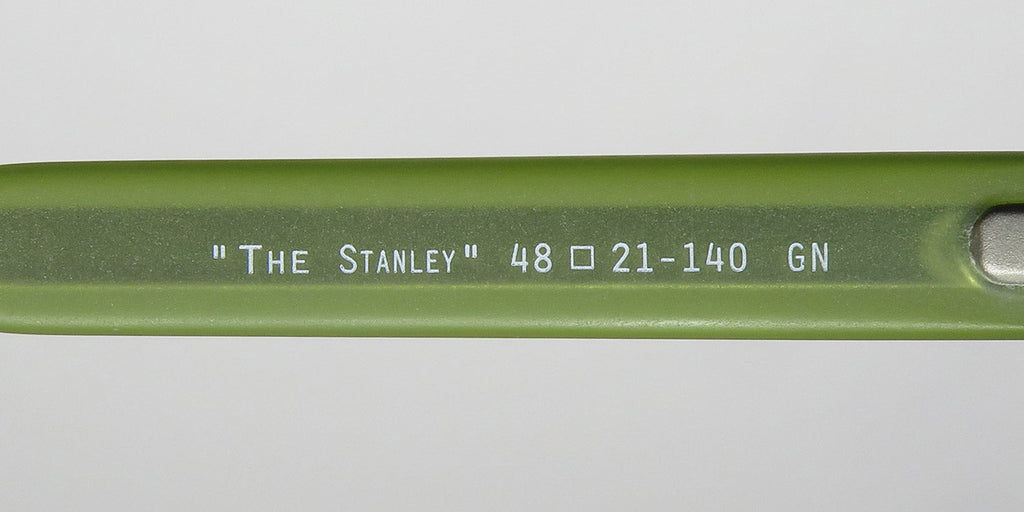 "The Stanley" 48 □ 21-140 GN